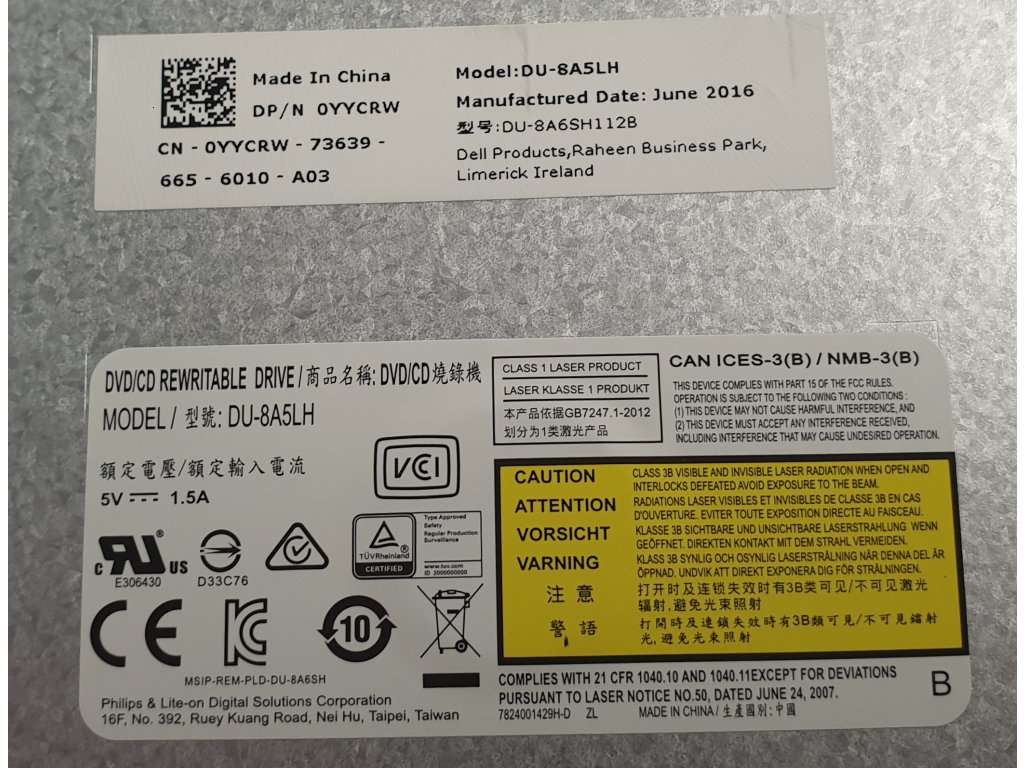 Made In China
DP/N 0YYCRW
CN - 0YYCRW - 73639 -
665 - 6010 - A03
Model:DU-8A5LH
Manufactured Date: June 2016
型号:DU-8A6SH112B
Dell Products,Raheen Business Park,
Limerick Ireland
DVD/CD REWRITABLE DRIVE / 商品名稱: DVD/CD燒錄機
MODEL / 型號: DU-8A5LH
額定電壓/額定輸入電流
5V 1.5A
VCI
c RU ® US
E306430
D33C76
TÜVRheinland ®
CERTIFIED
Type Approved
Safety
Regular Production
Surveillance
www.tuv.com
ID 2000000000
CE
KC
10
MSIP-REM-PLD-DU-8A6SH
Philips & Lite-on Digital Solutions Corporation
16F, No. 392, Ruey Kuang Road, Nei Hu, Taipei, Taiwan
CLASS 1 LASER PRODUCT
LASER KLASSE 1 PRODUKT
本产品依据GB7247.1-2012
划分为1类激光产品
CAN ICES-3(B) / NMB-3(B)
THIS DEVICE COMPLIES WITH PART 15 OF THE FCC RULES.
OPERATION IS SUBJECT TO THE FOLLOWING TWO CONDITIONS :
(1) THIS DEVICE MAY NOT CAUSE HARMFUL INTERFERENCE, AND
(2) THIS DEVICE MUST ACCEPT ANY INTERFERENCE RECEIVED,
INCLUDING INTERFERENCE THAT MAY CAUSE UNDESIRED OPERATION.
CAUTION
CLASS 3B VISIBLE AND INVISIBLE LASER RADIATION WHEN OPEN AND
INTERLOCKS DEFEATED AVOID EXPOSURE TO THE BEAM.
ATTENTION
RADIATIONS LASER VISIBLES ET INVISIBLES DE CLASSE 3B EN CAS
D'OUVERTURE. EVITER TOUTE EXPOSITION DIRECTE AU FAISCEAU.
VORSICHT
KLASSE 3B SICHTBARE UND UNSICHTBARE LASERSTRAHLUNG WENN
GEÖFFNET. DIREKTEN KONTAKT MIT DEM STRAHL VERMEIDEN.
VARNING
KLASS 3B SYNLIG OCH OSYNLIG LASERSTRÅLNING NÄR DENNA DEL ÄR
ÖPPNAD. UNDVIK ATT DIREKT EXPONERA DIG FÖR STRÅLNINGEN.
注 意
打开时及连锁失效时有3B类可见/不可见激光
辐射,避免光束照射
警 語
打開時及連鎖失效時有3B類可見/不可見鐳射
光,避免光束照射
COMPLIES WITH 21 CFR 1040.10 AND 1040.11EXCEPT FOR DEVIATIONS
PURSUANT TO LASER NOTICE NO.50, DATED JUNE 24, 2007.
7824001429H-D ZL MADE IN CHINA / 生產國別: 中國
B